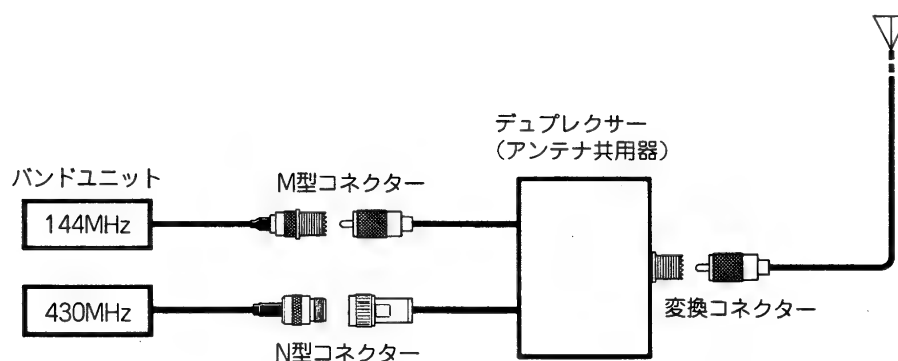 デュプレクサー
（アンテナ共用器）
バンドユニット
M型コネクター
144MHz
430MHz
変換コネクター
N型コネクター